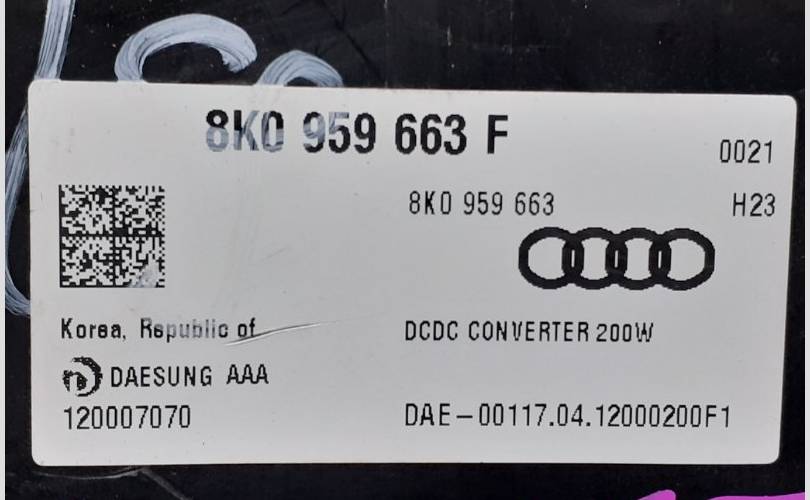 8K0 959 663 F
0021
8K0 959 663
H23
Korea, Republic of
DCDC CONVERTER 200W
DAESUNG AAA
120007070
DAE-00117.04.12000200F1